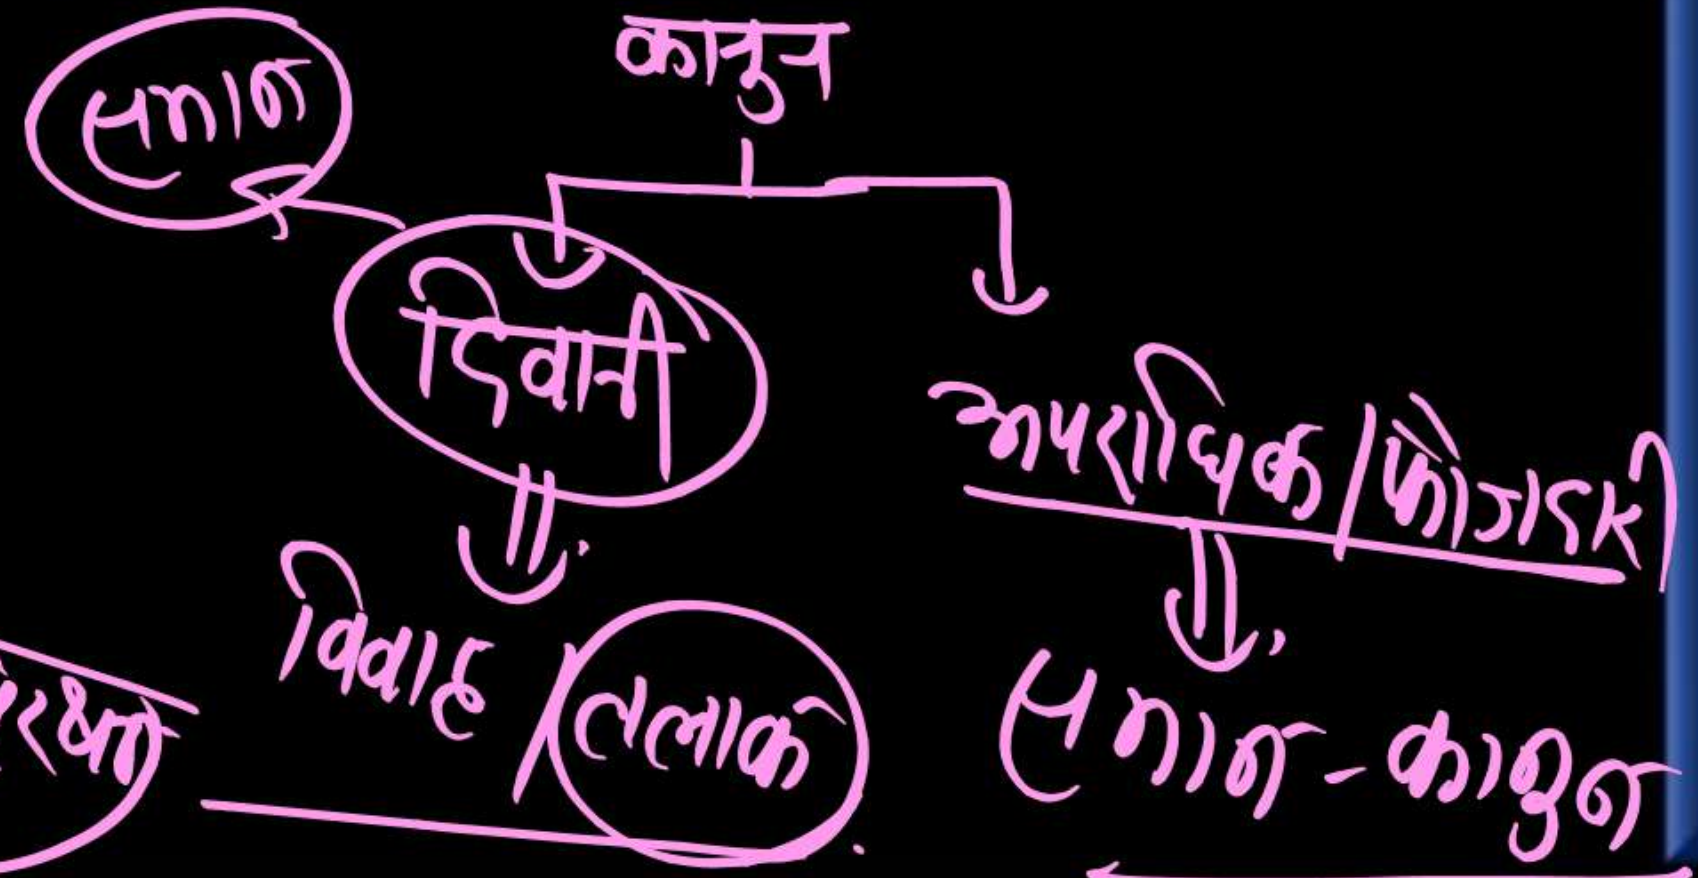 कानुन
समान
दिवानी
अपराधिक/फौजदारी
विवाह/तलाक
समान-कानुन